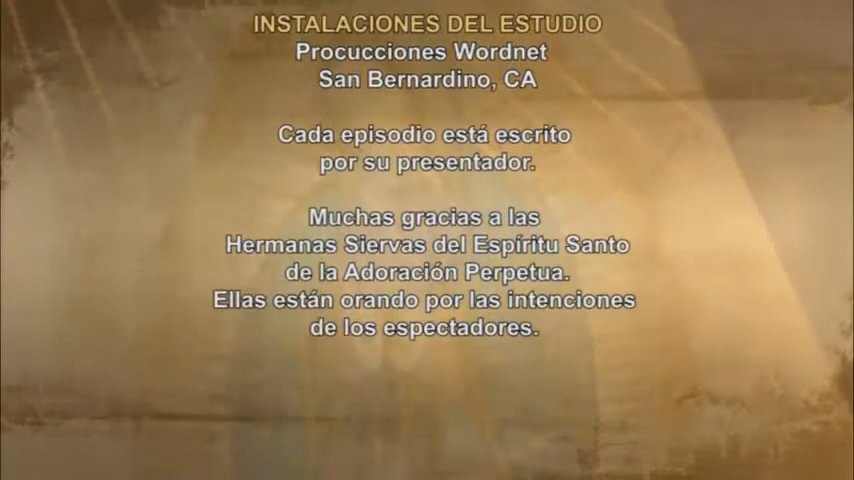 INSTALACIONES DEL ESTUDIO
Procucciones Wordnet
San Bernardino, CA
Cada episodio está escrito
por su presentador.
Muchas gracias a las
Hermanas Siervas del Espíritu Santo
de la Adoración Perpetua.
Ellas están orando por las intenciones
de los espectadores.